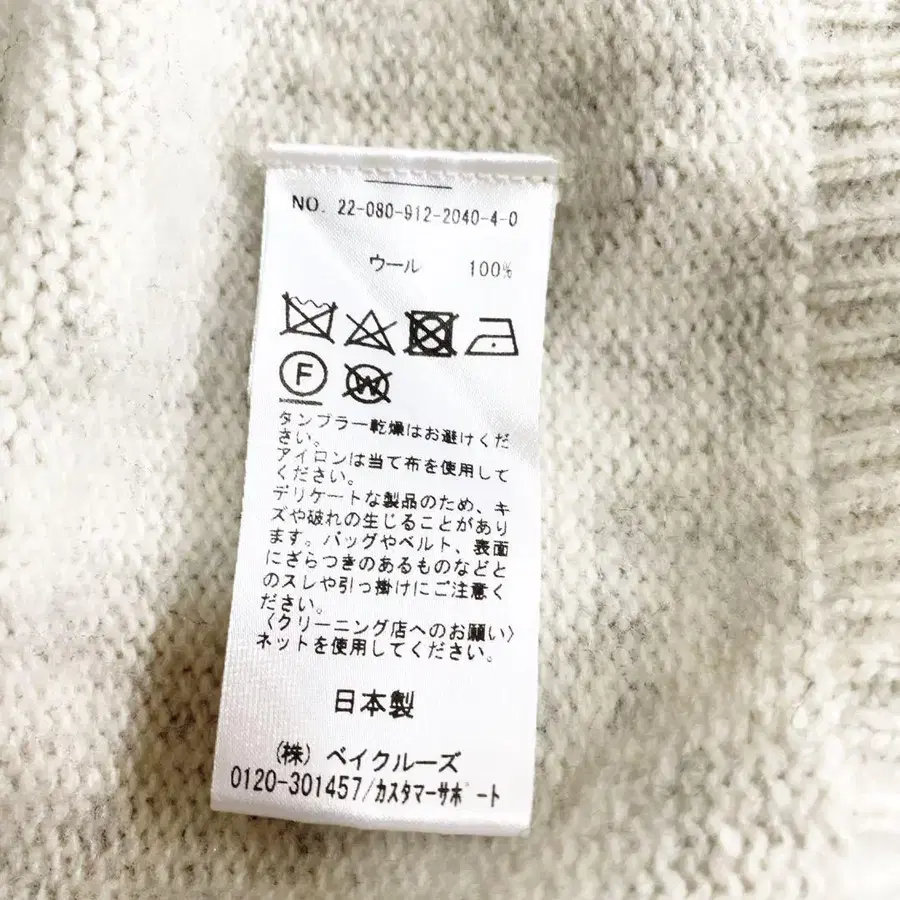 NO. 22-080-912-2040-4-0
ウール 100%
F
W
タンブラー乾燥はお避けくだ
さい。
アイロンは当て布を使用して
ください。
デリケートな製品のため、キ
ズや破れの生じることがあり
ます。バッグやベルト、表面
にざらつきのあるものなどと
のスレや引っ掛けにご注意く
ださい。
〈クリーニング店へのお願い〉
ネットを使用してください。
日本製
(株) ベイクルーズ
0120-301457/カスタマーサポート